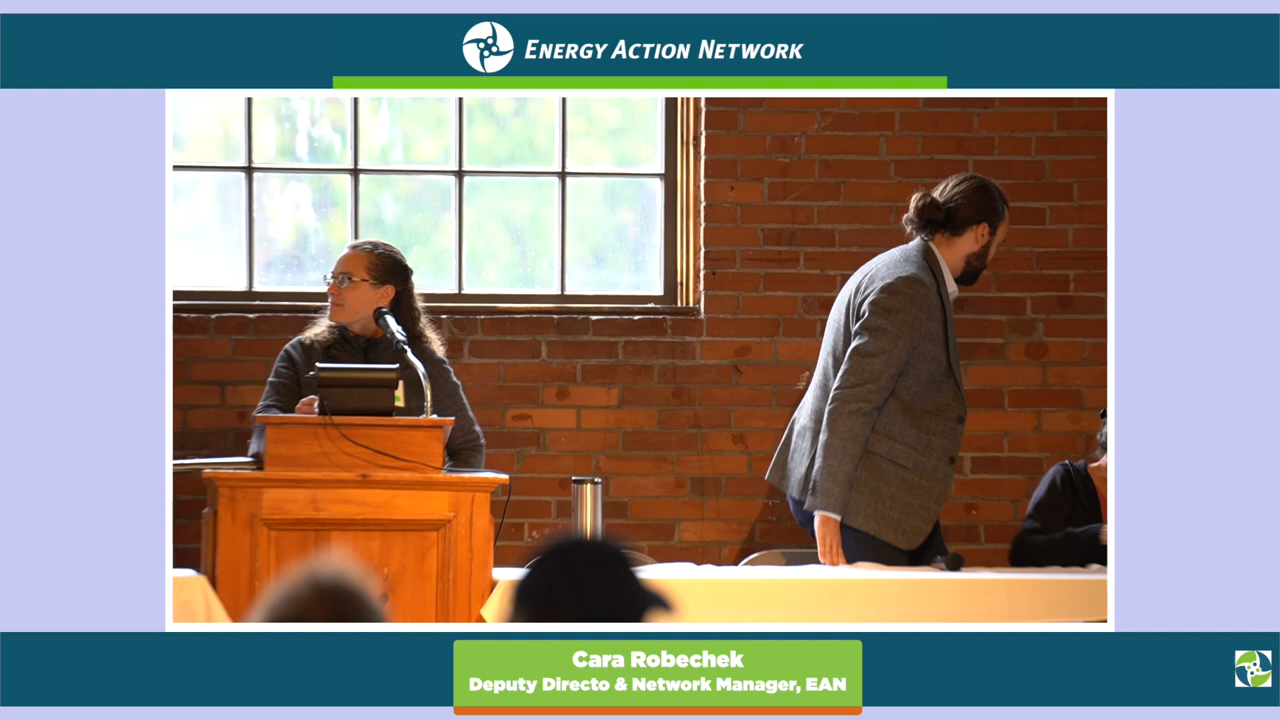 ENERGY ACTION NETWORK
Cara Robechek
Deputy Directo & Network Manager, EAN